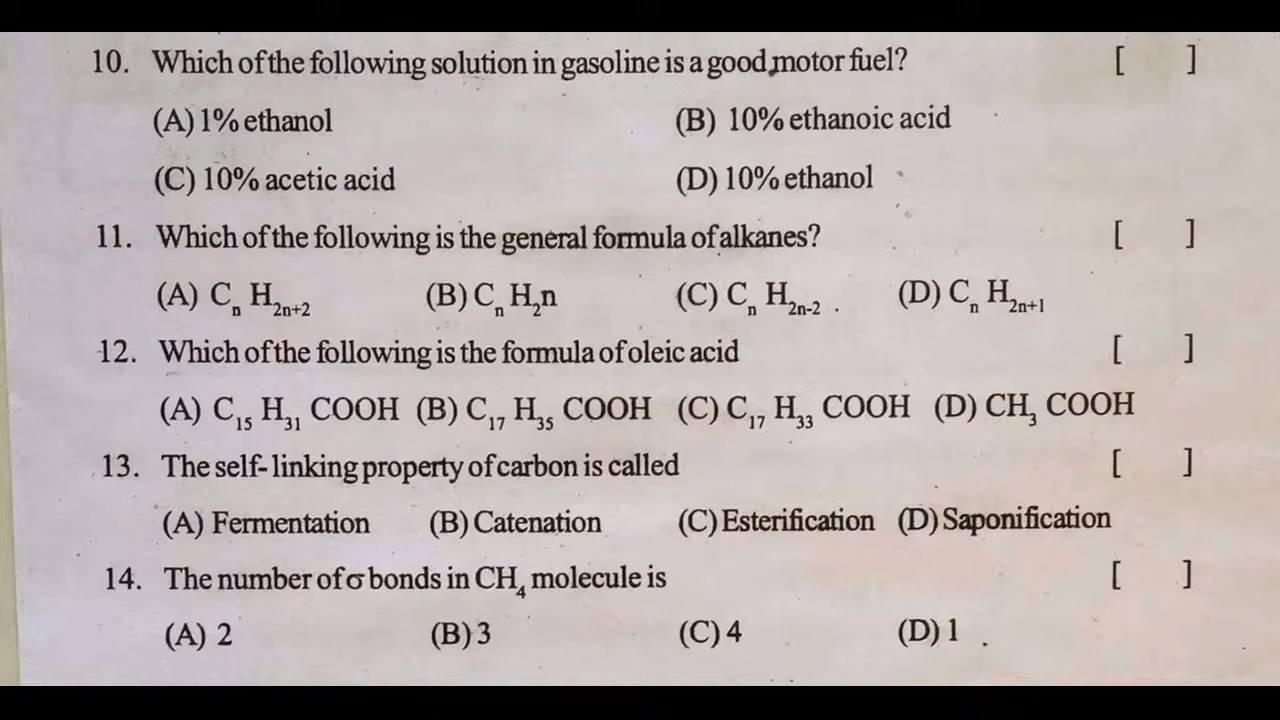 10. Which of the following solution in gasoline is a good motor fuel? [ ]
(A) 1% ethanol (B) 10% ethanoic acid
(C) 10% acetic acid (D) 10% ethanol
11. Which of the following is the general formula of alkanes? [ ]
(A) Cₙ H₂ₙ₊₂ (B) Cₙ H₂n (C) Cₙ H₂ₙ₋₂ . (D) Cₙ H₂ₙ₊₁
12. Which of the following is the formula of oleic acid [ ]
(A) C₁₅ H₃₁ COOH (B) C₁₇ H₃₅ COOH (C) C₁₇ H₃₃ COOH (D) CH₃ COOH
13. The self-linking property of carbon is called [ ]
(A) Fermentation (B) Catenation (C) Esterification (D) Saponification
14. The number of σ bonds in CH₄ molecule is [ ]
(A) 2 (B) 3 (C) 4 (D) 1 .